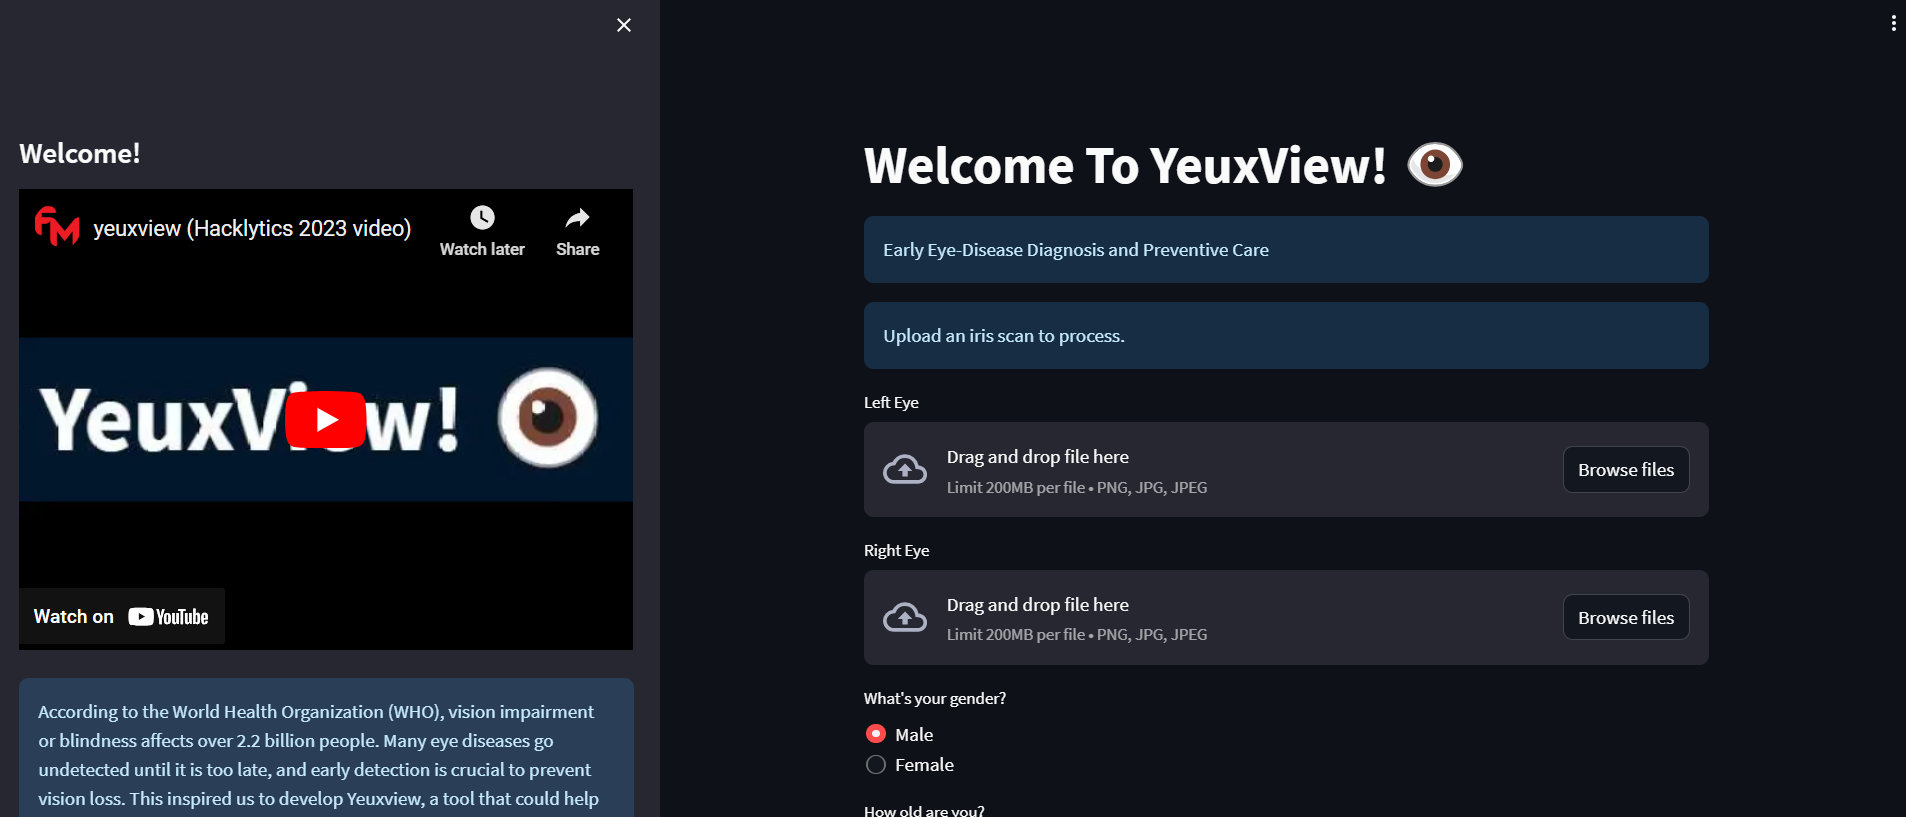 Welcome!
yeuxview (Hacklytics 2023 video)
Watch later
Share
Watch on YouTube
According to the World Health Organization (WHO), vision impairment
or blindness affects over 2.2 billion people. Many eye diseases go
undetected until it is too late, and early detection is crucial to prevent
vision loss. This inspired us to develop Yeuxview, a tool that could help
Welcome To YeuxView!
Early Eye-Disease Diagnosis and Preventive Care
Upload an iris scan to process.
Left Eye
Drag and drop file here
Limit 200MB per file • PNG, JPG, JPEG
Browse files
Right Eye
Drag and drop file here
Limit 200MB per file • PNG, JPG, JPEG
Browse files
What's your gender?
Male
Female
How old are you?